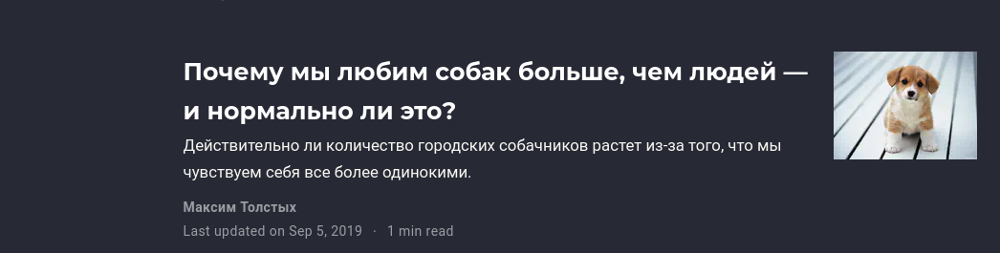 Почему мы любим собак больше, чем людей —
и нормально ли это?
Действительно ли количество городских собачников растет из-за того, что мы
чувствуем себя все более одинокими.
Максим Толстых
Last updated on Sep 5, 2019 · 1 min read